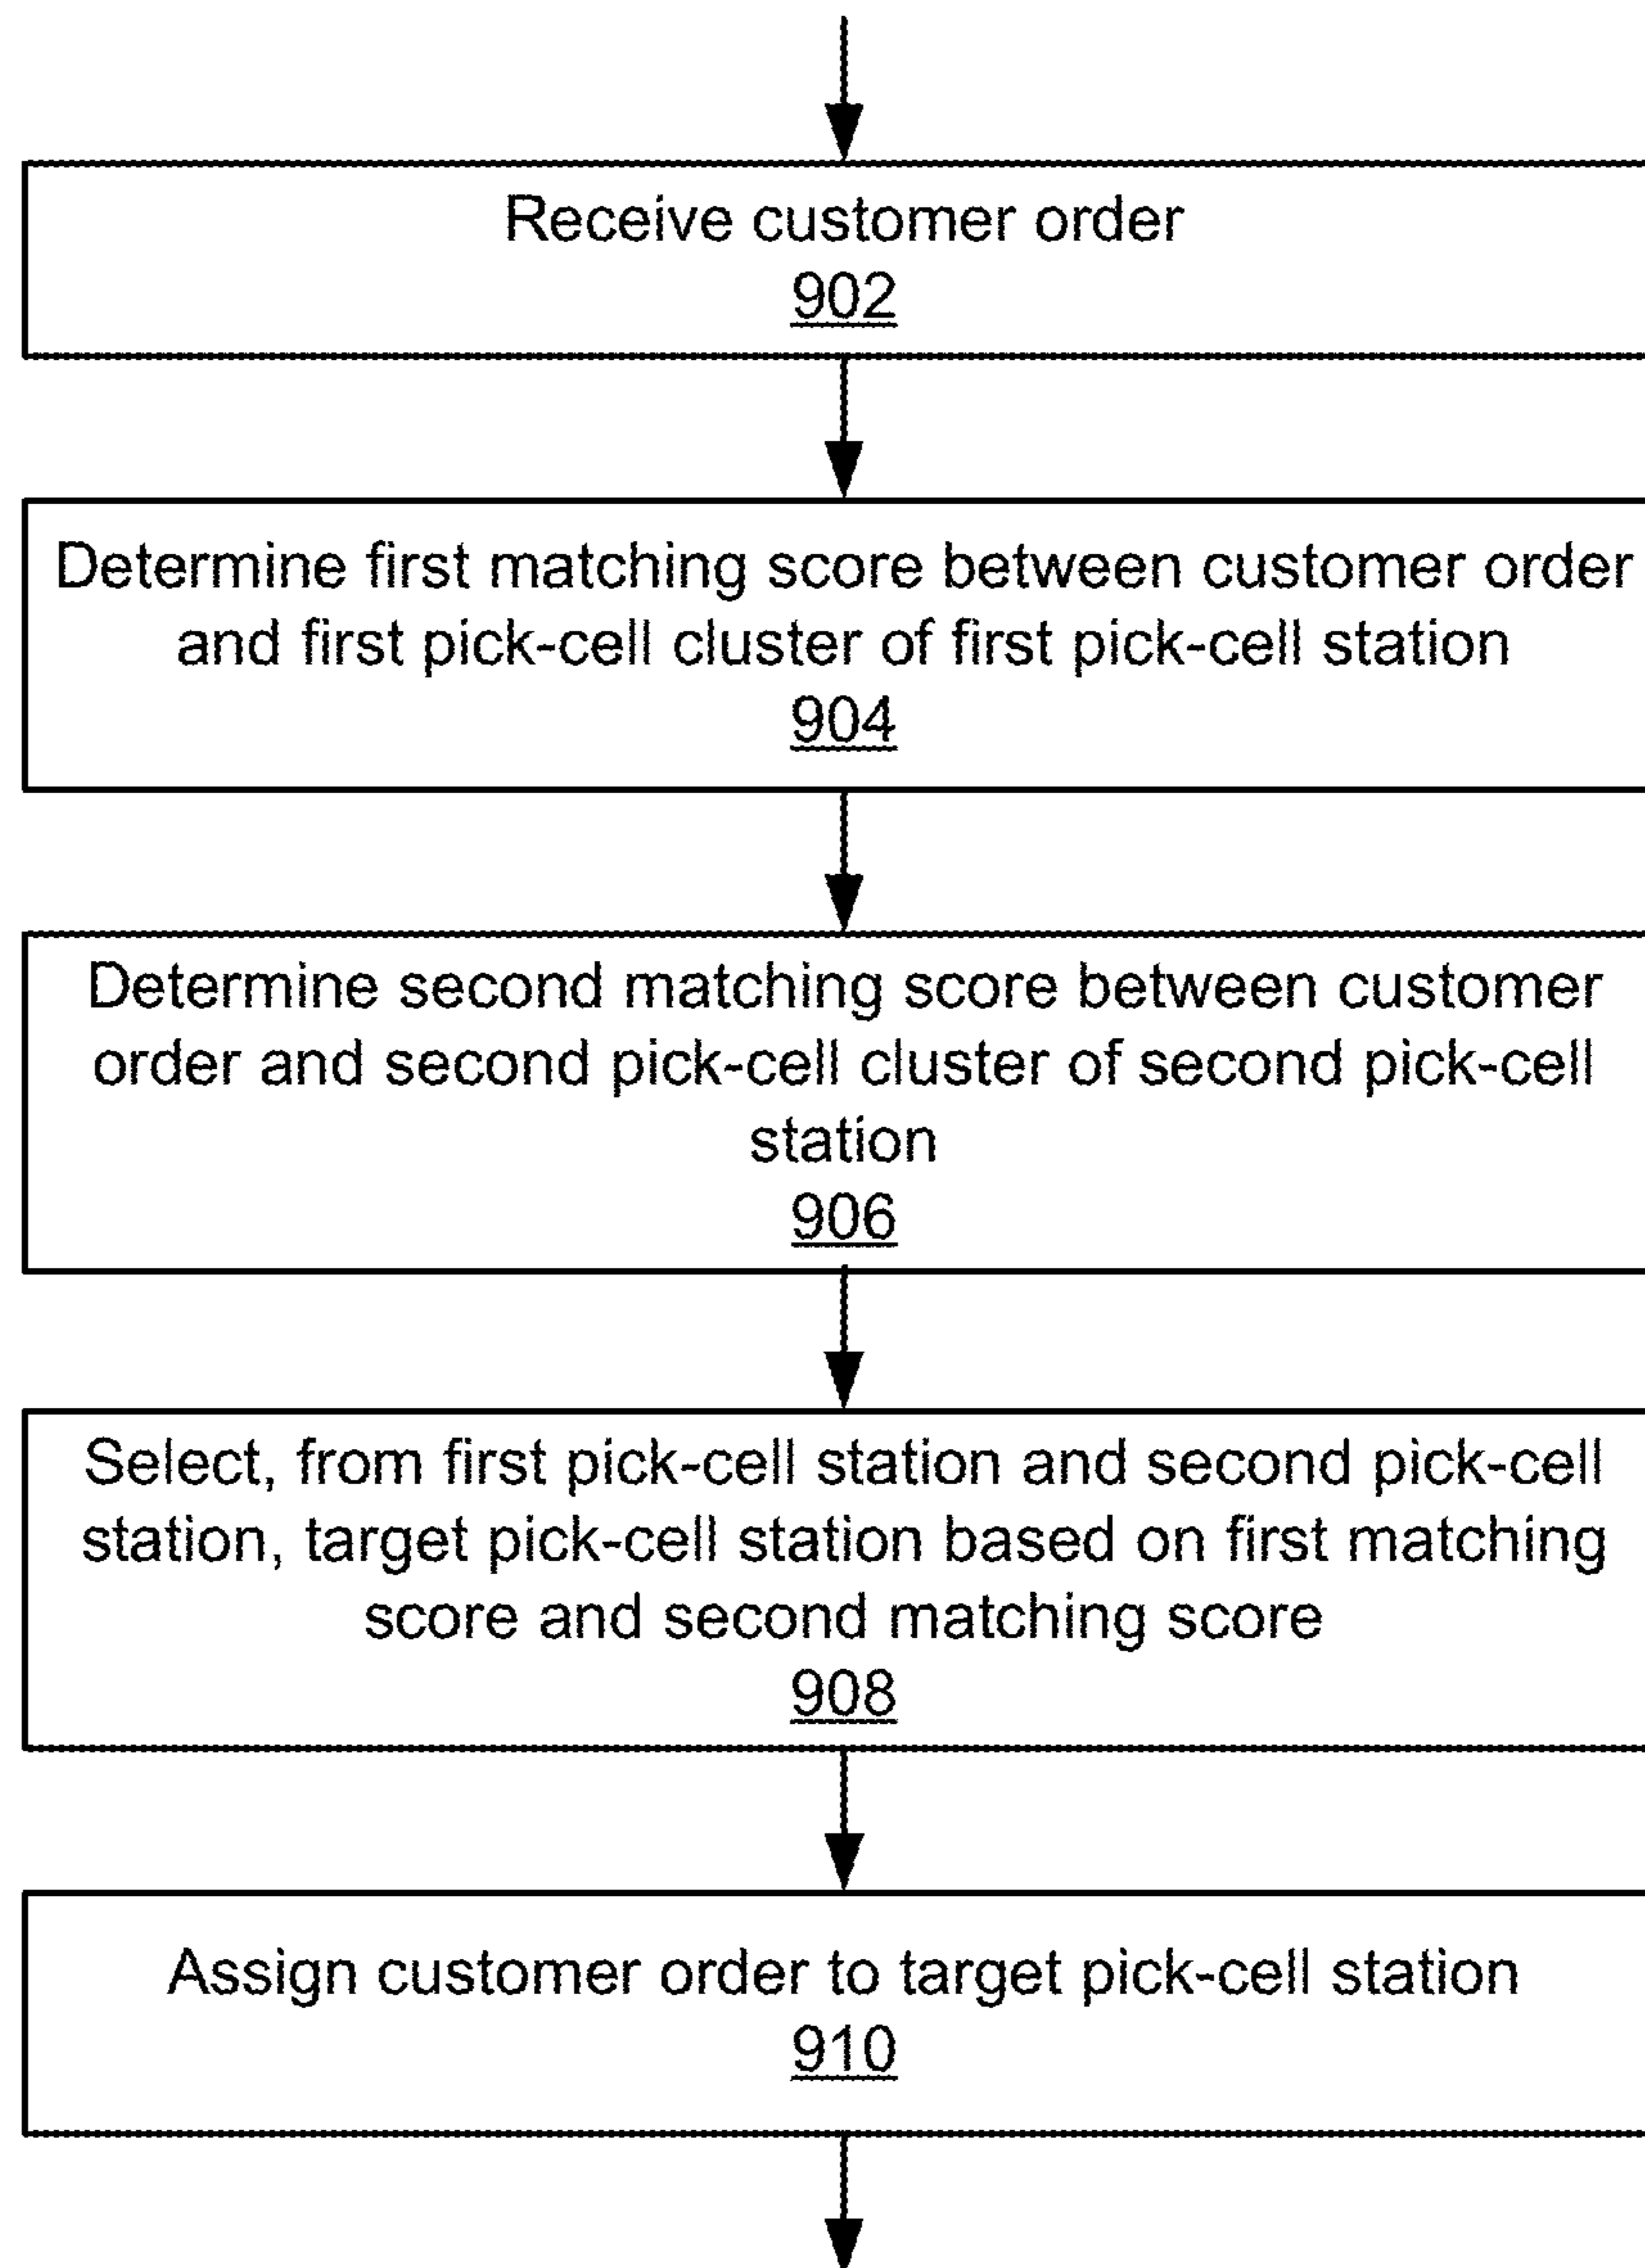 Receive customer order
902
Determine first matching score between customer order
and first pick-cell cluster of first pick-cell station
904
Determine second matching score between customer
order and second pick-cell cluster of second pick-cell
station
906
Select, from first pick-cell station and second pick-cell
station, target pick-cell station based on first matching
score and second matching score
908
Assign customer order to target pick-cell station
910